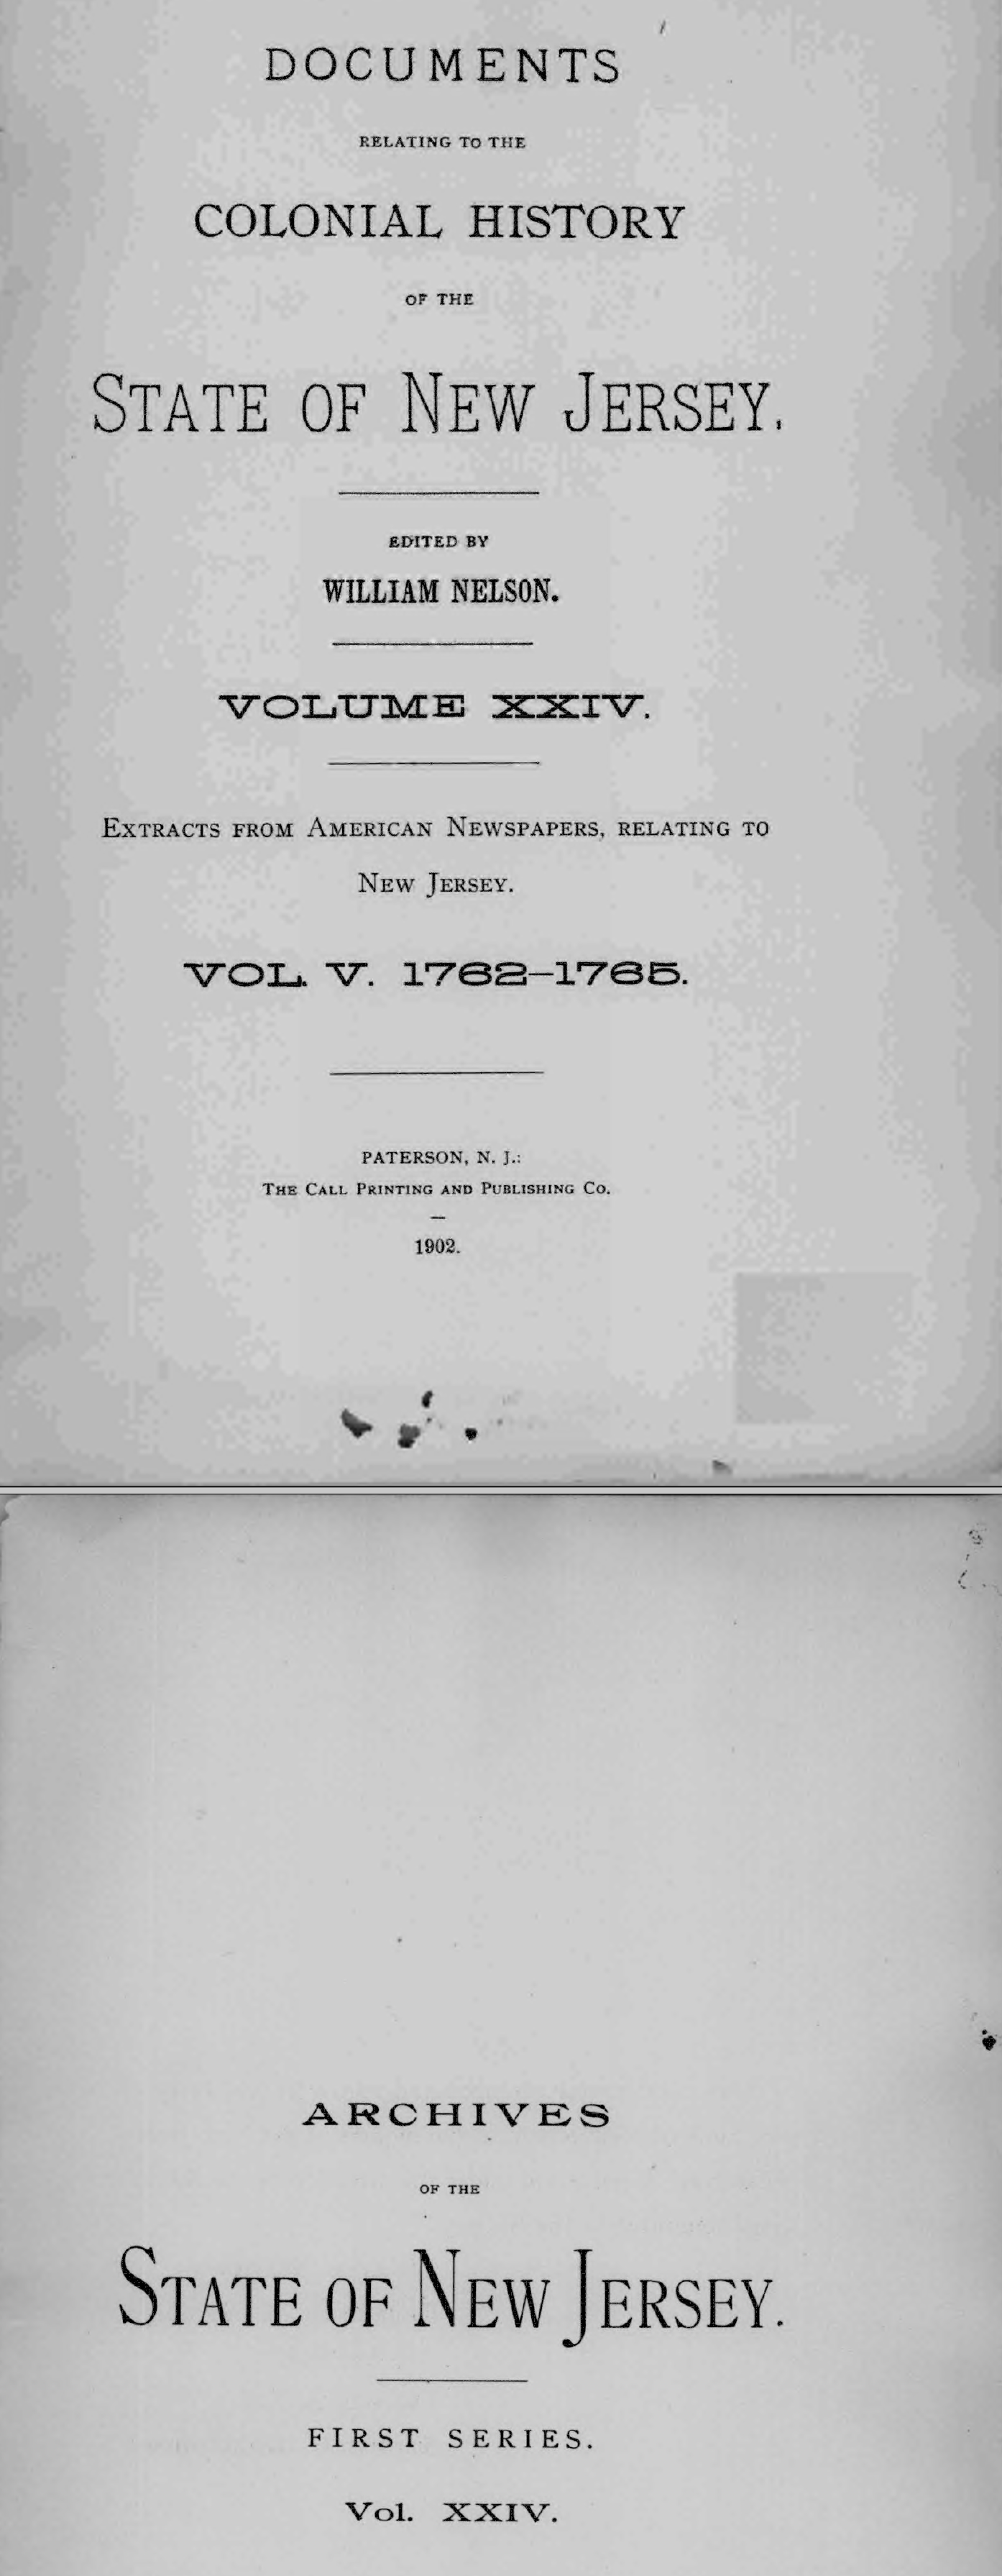 DOCUMENTS
RELATING TO THE
COLONIAL HISTORY
OF THE
STATE OF NEW JERSEY.
EDITED BY
WILLIAM NELSON.
VOLUME XXIV.
EXTRACTS FROM AMERICAN NEWSPAPERS, RELATING TO
NEW JERSEY.
VOL. V. 1762-1765.
PATERSON, N. J.:
THE CALL PRINTING AND PUBLISHING CO.
1902.
ARCHIVES
OF THE
STATE OF NEW JERSEY.
FIRST SERIES.
Vol. XXIV.